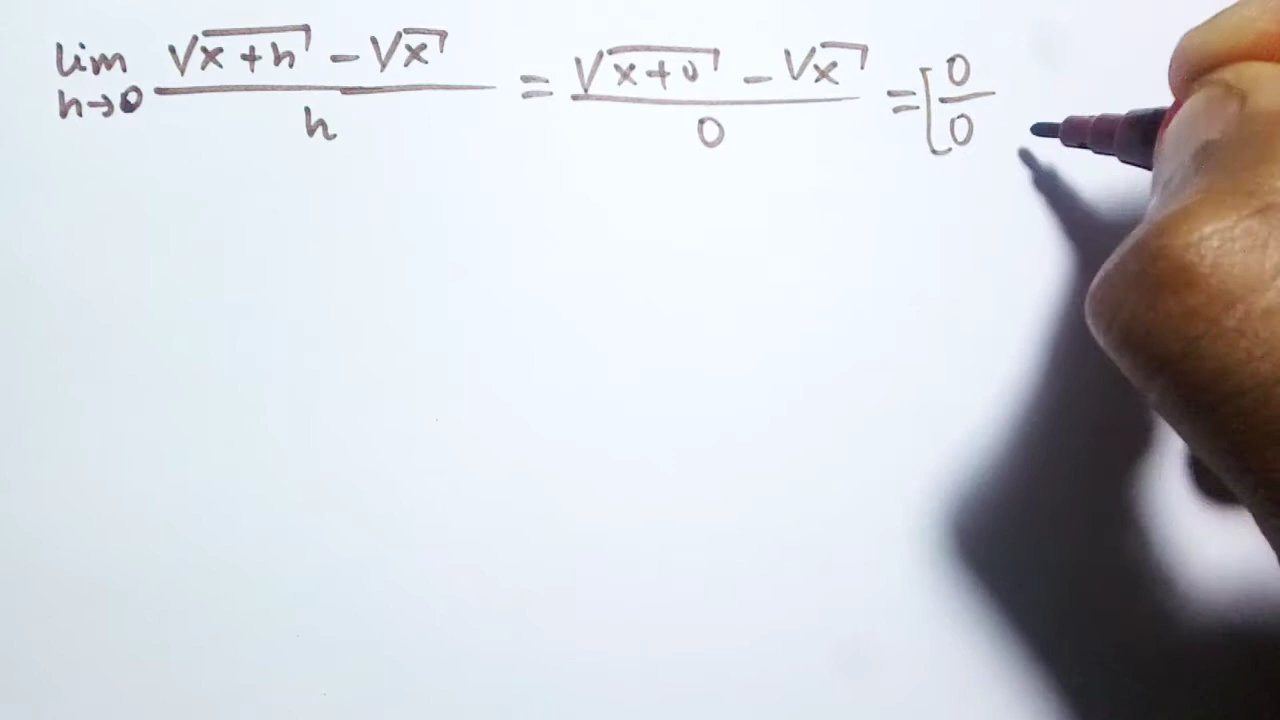 lim h→0 (√(x+h) - √x) / h = (√(x+0) - √x) / 0 = [0/0